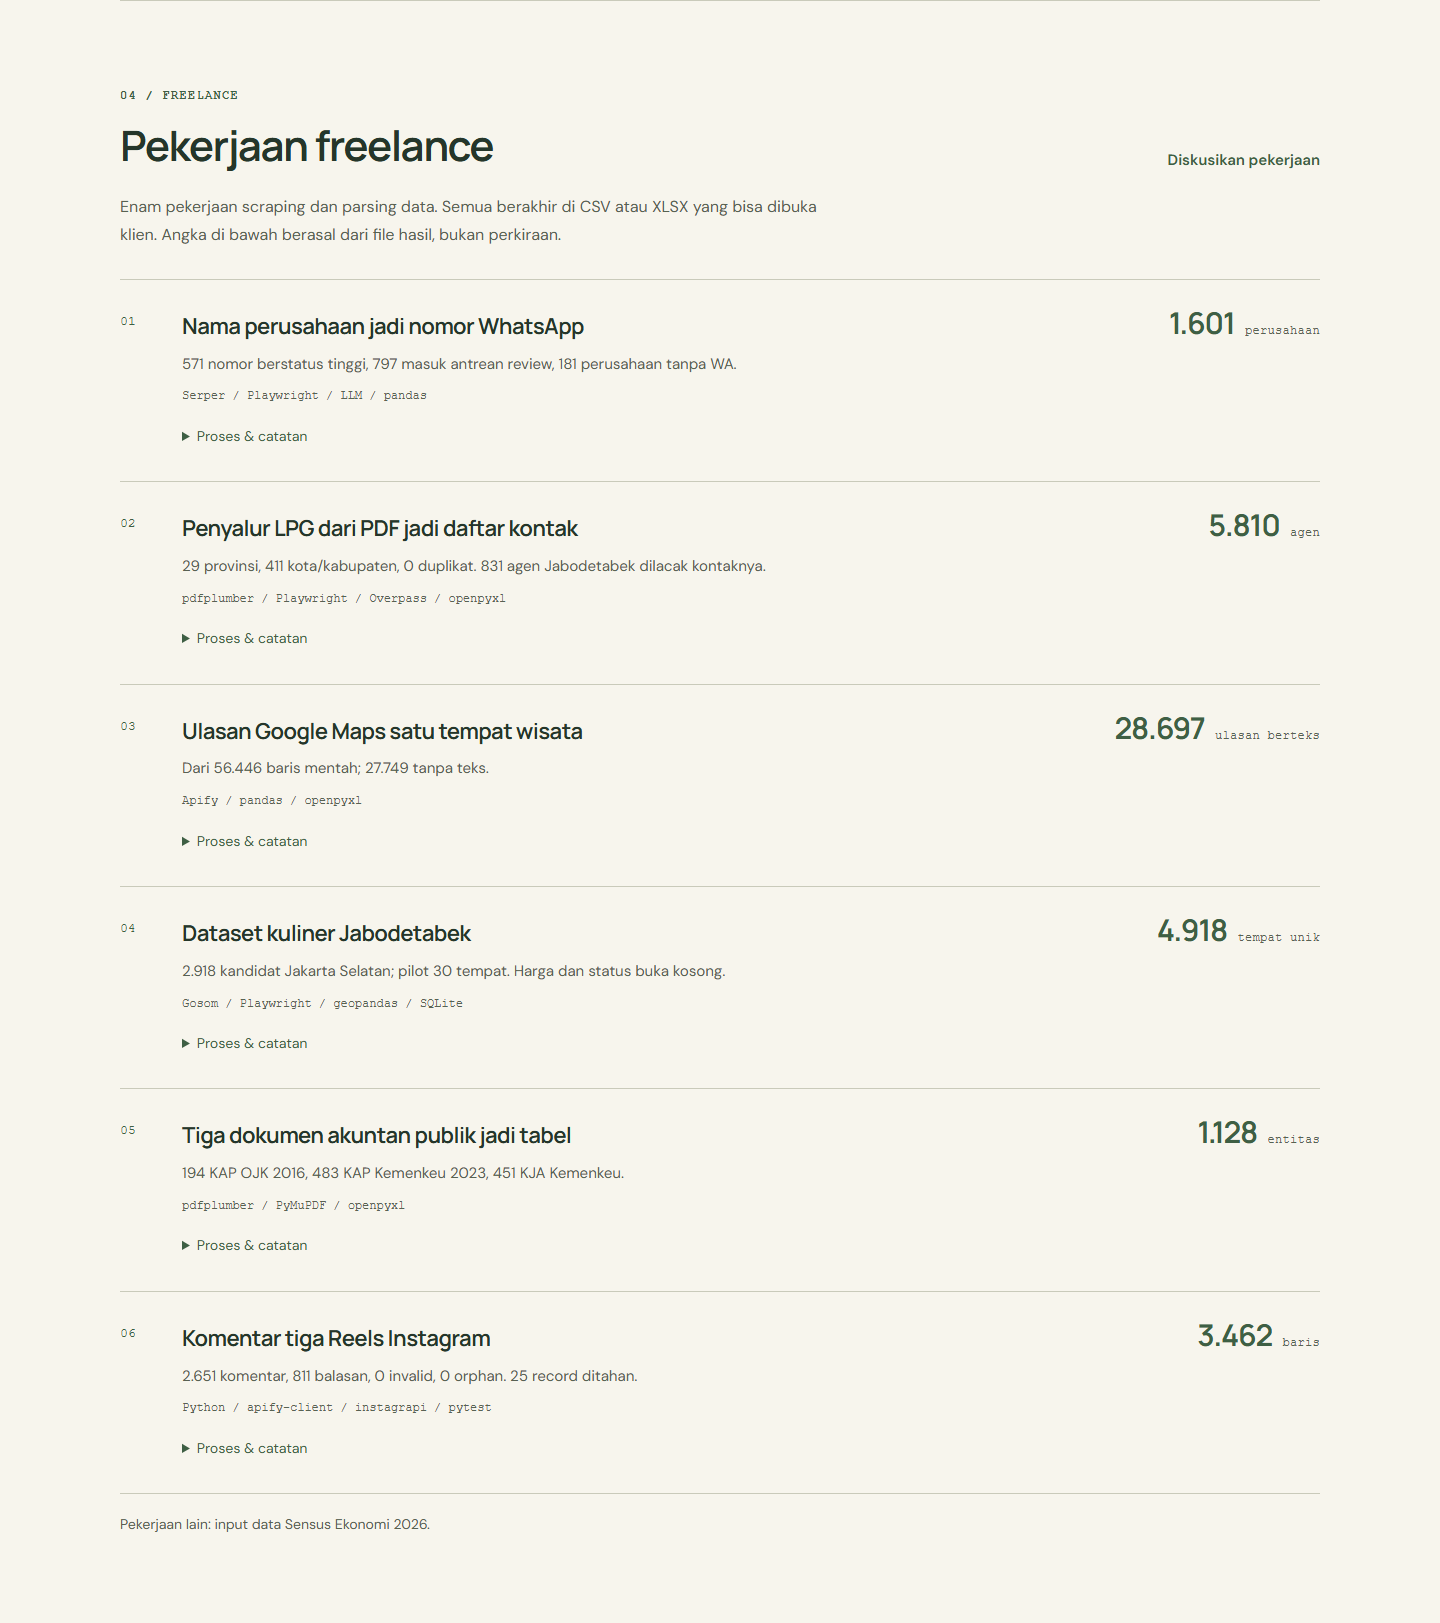 04 / FREELANCE
Pekerjaan freelance
Diskusikan pekerjaan
Enam pekerjaan scraping dan parsing data. Semua berakhir di CSV atau XLSX yang bisa dibuka
klien. Angka di bawah berasal dari file hasil, bukan perkiraan.
01
Nama perusahaan jadi nomor WhatsApp
1.601 perusahaan
571 nomor berstatus tinggi, 797 masuk antrean review, 181 perusahaan tanpa WA.
Serper / Playwright / LLM / pandas
▶ Proses & catatan
02
Penyalur LPG dari PDF jadi daftar kontak
5.810 agen
29 provinsi, 411 kota/kabupaten, 0 duplikat. 831 agen Jabodetabek dilacak kontaknya.
pdfplumber / Playwright / Overpass / openpyxl
▶ Proses & catatan
03
Ulasan Google Maps satu tempat wisata
28.697 ulasan berteks
Dari 56.446 baris mentah; 27.749 tanpa teks.
Apify / pandas / openpyxl
▶ Proses & catatan
04
Dataset kuliner Jabodetabek
4.918 tempat unik
2.918 kandidat Jakarta Selatan; pilot 30 tempat. Harga dan status buka kosong.
Gosom / Playwright / geopandas / SQLite
▶ Proses & catatan
05
Tiga dokumen akuntan publik jadi tabel
1.128 entitas
194 KAP OJK 2016, 483 KAP Kemenkeu 2023, 451 KJA Kemenkeu.
pdfplumber / PyMuPDF / openpyxl
▶ Proses & catatan
06
Komentar tiga Reels Instagram
3.462 baris
2.651 komentar, 811 balasan, 0 invalid, 0 orphan. 25 record ditahan.
Python / apify-client / instagrapi / pytest
▶ Proses & catatan
Pekerjaan lain: input data Sensus Ekonomi 2026.